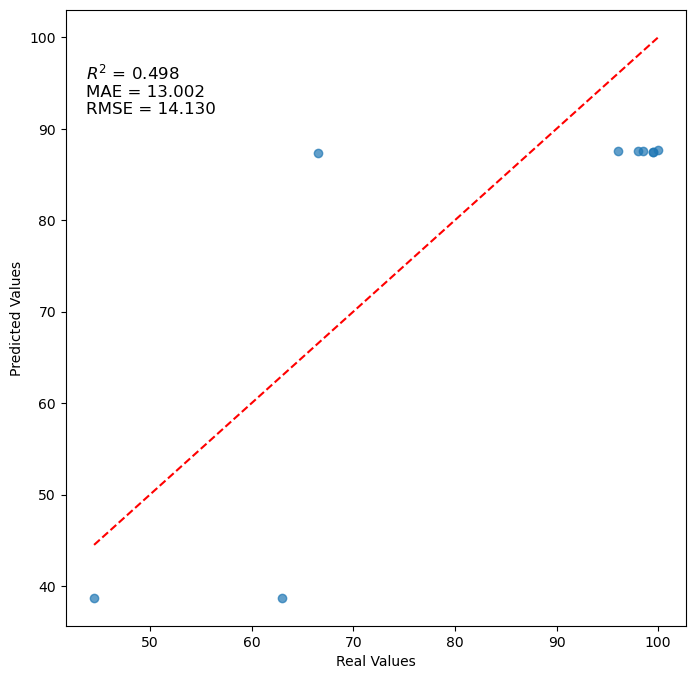 R² = 0.498
MAE = 13.002
RMSE = 14.130
100
90
80
70
60
50
40
Predicted Values
50 60 70 80 90 100
Real Values